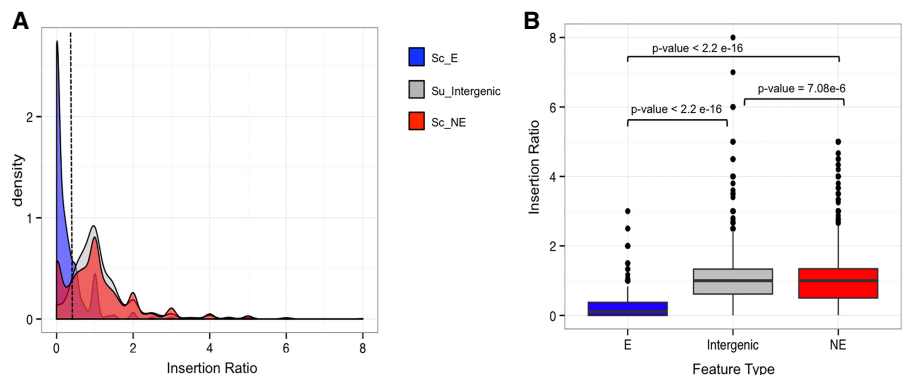 A
density
2
1
0
0
2
4
6
8
Insertion Ratio
Sc_E
Su_Intergenic
Sc_NE
B
Insertion Ratio
8
6
4
2
0
p-value < 2.2 e-16
p-value = 7.08e-6
p-value < 2.2 e-16
E
Intergenic
NE
Feature Type